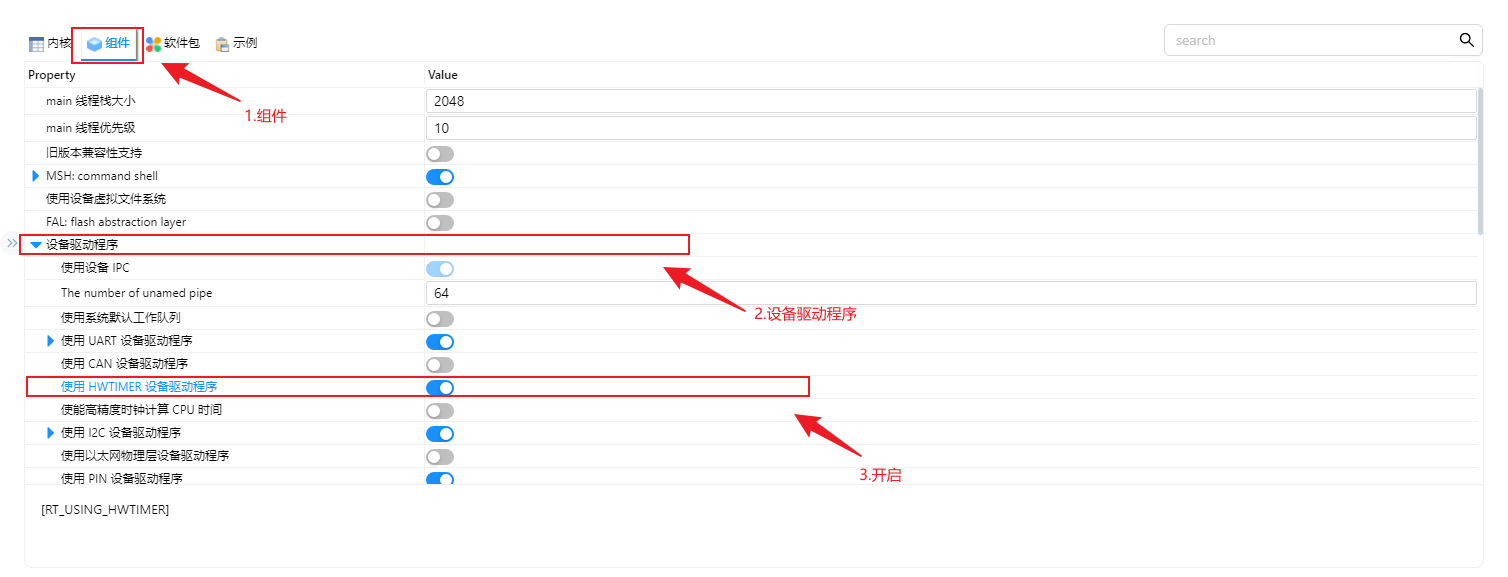 内核 组件 软件包 示例 search
Property Value
main 线程栈大小 2048
1.组件
main 线程优先级 10
旧版本兼容性支持
MSH: command shell
使用设备虚拟文件系统
FAL: flash abstraction layer
设备驱动程序
使用设备 IPC
The number of unamed pipe 64
2.设备驱动程序
使用系统默认工作队列
使用 UART 设备驱动程序
使用 CAN 设备驱动程序
使用 HWTIMER 设备驱动程序
使能高精度时钟计算 CPU 时间
使用 I2C 设备驱动程序
使用以太网物理层设备驱动程序
3.开启
使用 PIN 设备驱动程序
[RT_USING_HWTIMER]